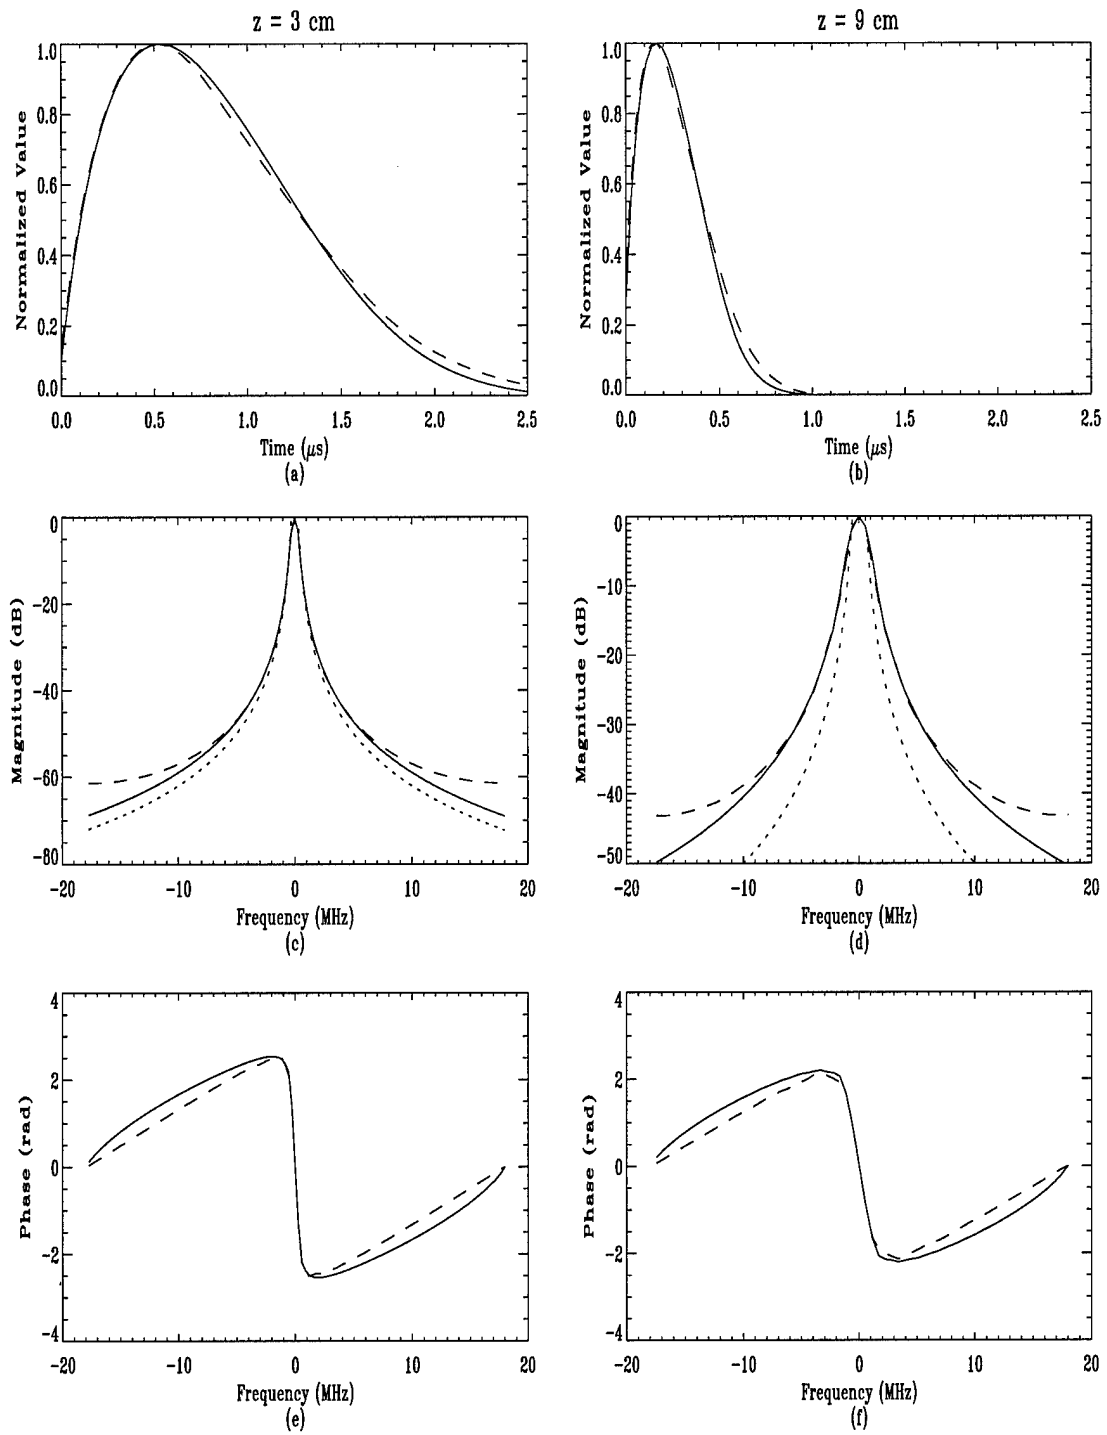 z = 3 cm
z = 9 cm
1.0
0.8
0.6
0.4
0.2
0.0
Normalized Value
0.0 0.5 1.0 1.5 2.0 2.5
Time (μs)
(a)
1.0
0.8
0.6
0.4
0.2
0.0
Normalized Value
0.0 0.5 1.0 1.5 2.0 2.5
Time (μs)
(b)
0
-20
-40
-60
-80
Magnitude (dB)
-20 -10 0 10 20
Frequency (MHz)
(c)
0
-10
-20
-30
-40
-50
Magnitude (dB)
-20 -10 0 10 20
Frequency (MHz)
(d)
4
2
0
-2
-4
Phase (rad)
-20 -10 0 10 20
Frequency (MHz)
(e)
4
2
0
-2
-4
Phase (rad)
-20 -10 0 10 20
Frequency (MHz)
(f)